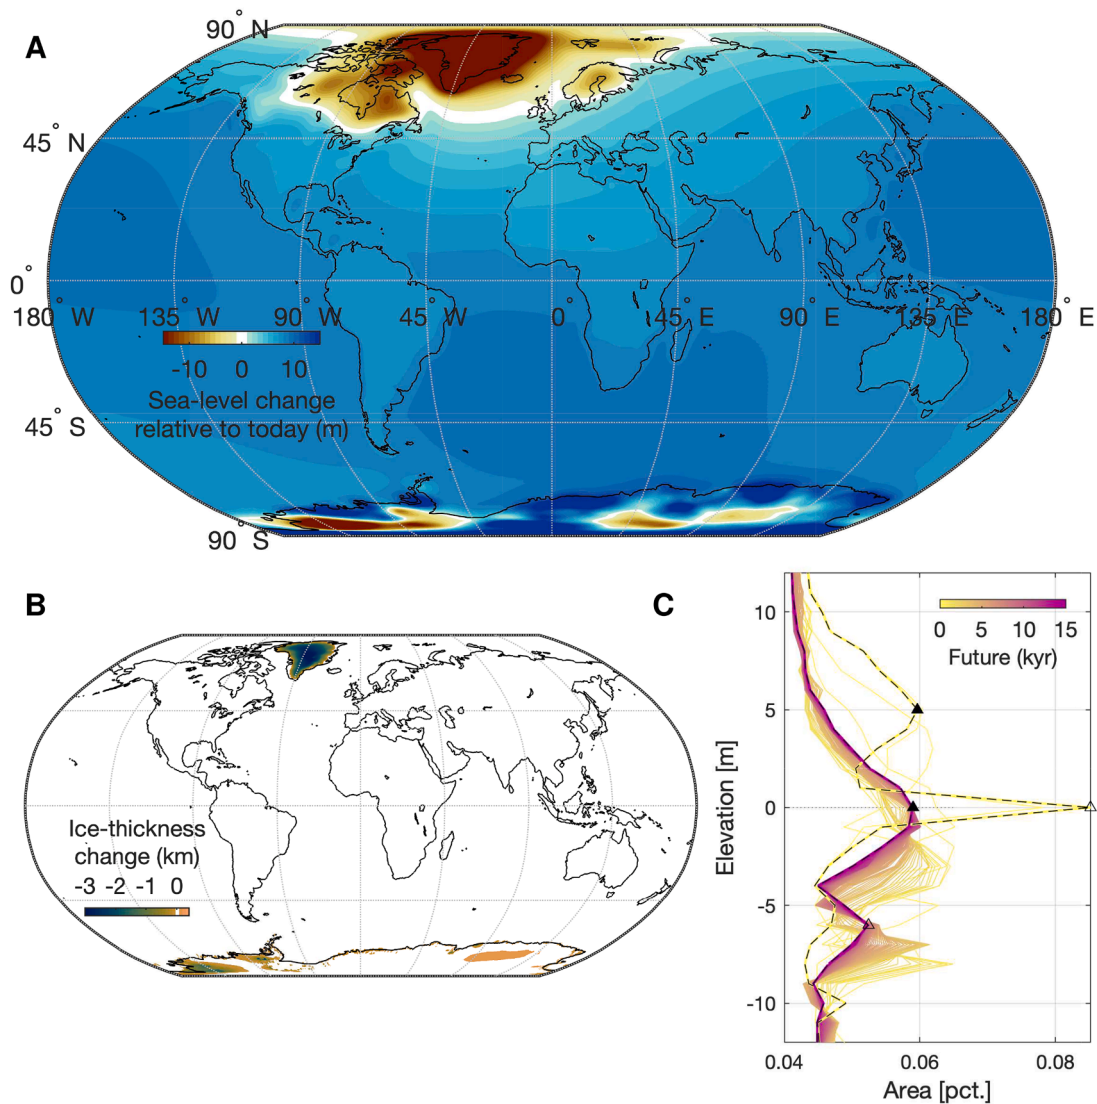 A
90° N
45° N
0°
180° W
135° W
90° W
45° W
0°
45° E
90° E
135° E
180° E
-10 0 10
Sea-level change
relative to today (m)
45° S
90° S
B
Ice-thickness
change (km)
-3 -2 -1 0
C
10
5
0
-5
-10
Elevation [m]
0 5 10 15
Future (kyr)
0.04 0.06 0.08
Area [pct.]